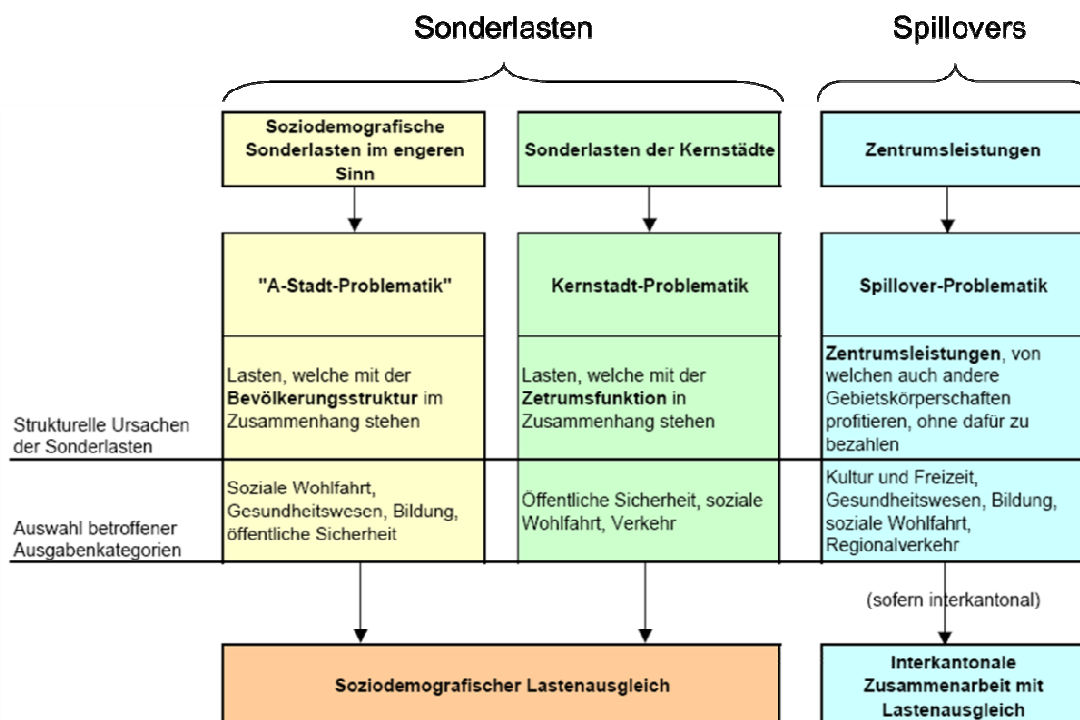 Sonderlasten
Spillovers
Soziodemografische
Sonderlasten im engeren
Sinn
Sonderlasten der Kernstädte
Zentrumsleistungen
"A-Stadt-Problematik"
Kernstadt-Problematik
Spillover-Problematik
Strukturelle Ursachen
der Sonderlasten
Lasten, welche mit der
Bevölkerungsstruktur im
Zusammenhang stehen
Lasten, welche mit der
Zetrumsfunktion in
Zusammenhang stehen
Zentrumsleistungen, von
welchen auch andere
Gebietskörperschaften
profitieren, ohne dafür zu
bezahlen
Auswahl betroffener
Ausgabenkategorien
Soziale Wohlfahrt,
Gesundheitswesen, Bildung,
öffentliche Sicherheit
Öffentliche Sicherheit, soziale
Wohlfahrt, Verkehr
Kultur und Freizeit,
Gesundheitswesen, Bildung,
soziale Wohlfahrt,
Regionalverkehr
(sofern interkantonal)
Soziodemografischer Lastenausgleich
Interkantonale
Zusammenarbeit mit
Lastenausgleich